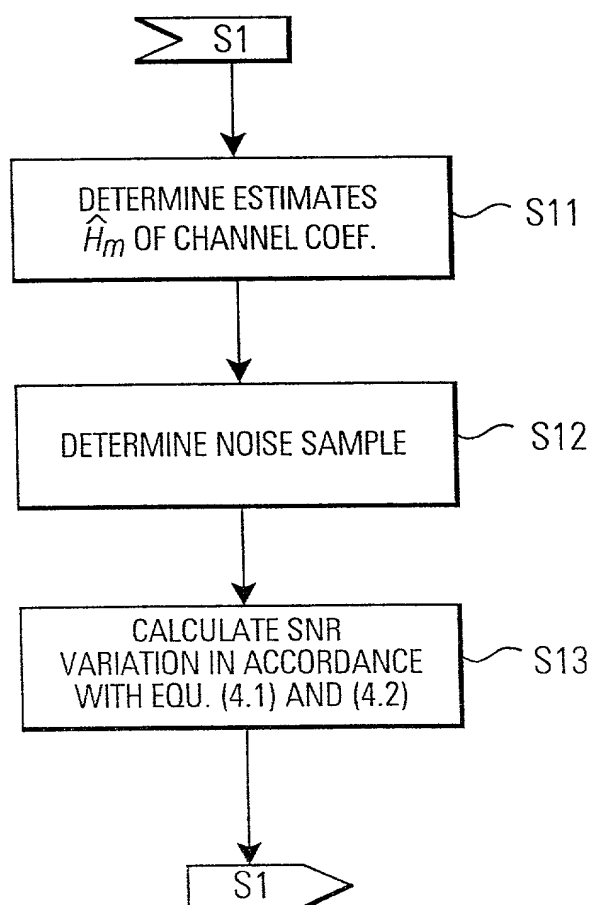 S1
DETERMINE ESTIMATES
Ĥm OF CHANNEL COEF.
S11
DETERMINE NOISE SAMPLE
S12
CALCULATE SNR
VARIATION IN ACCORDANCE
WITH EQU. (4.1) AND (4.2)
S13
S1